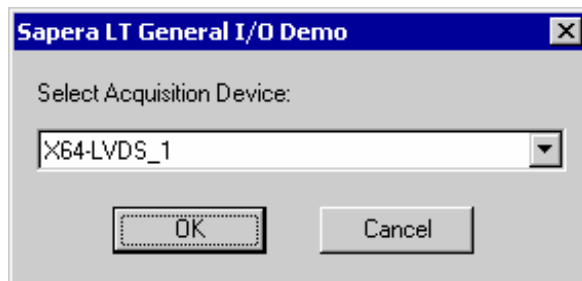 Sapera LT General I/O Demo
Select Acquisition Device:
X64-LVDS_1
OK
Cancel